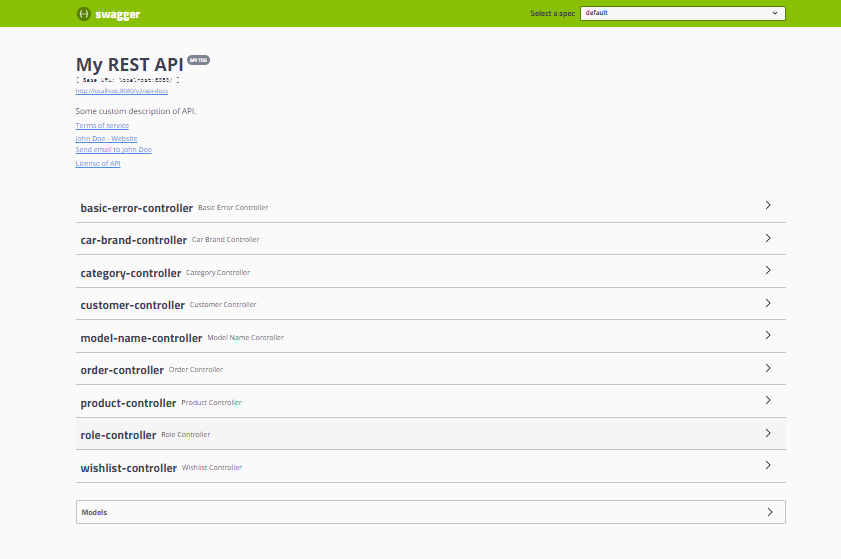 swagger
Select a spec default
My REST API API TOS
[ Base URL: localhost:8080/ ]
http://localhost:8080/v2/api-docs
Some custom description of API.
Terms of service
John Doe - Website
Send email to John Doe
License of API
basic-error-controller Basic Error Controller
car-brand-controller Car Brand Controller
category-controller Category Controller
customer-controller Customer Controller
model-name-controller Model Name Controller
order-controller Order Controller
product-controller Product Controller
role-controller Role Controller
wishlist-controller Wishlist Controller
Models